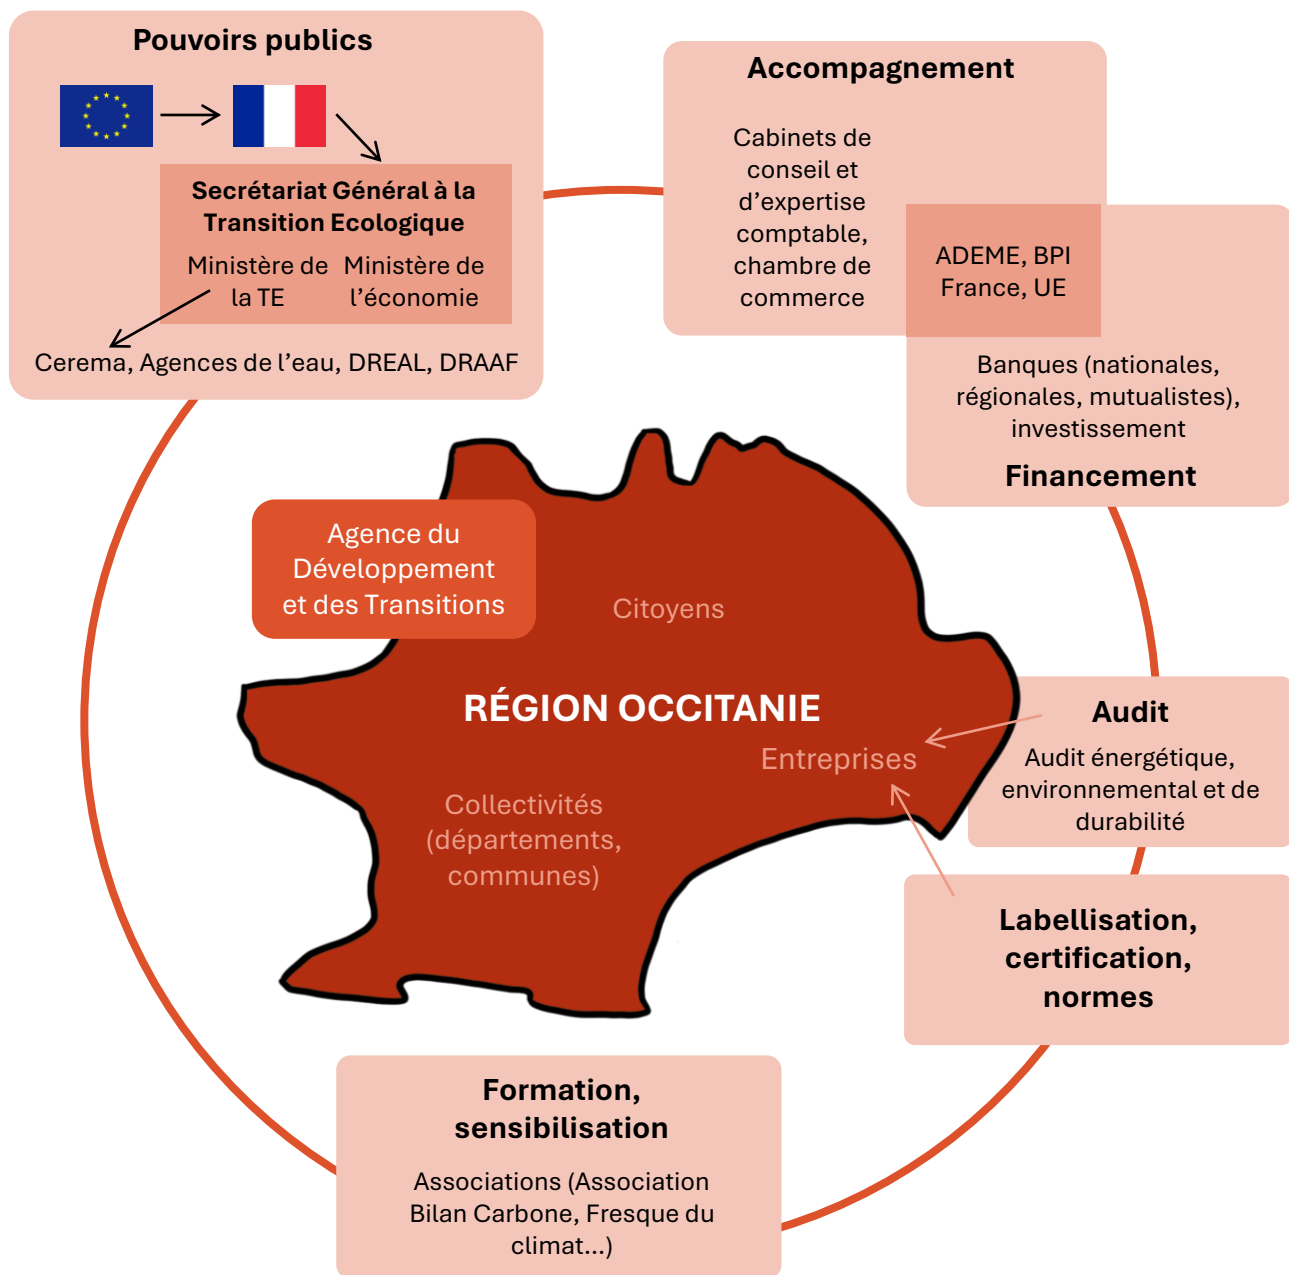 Pouvoirs publics
Secrétariat Général à la
Transition Ecologique
Ministère de
la TE
Ministère de
l'économie
Cerema, Agences de l'eau, DREAL, DRAAF
Accompagnement
Cabinets de
conseil et
d'expertise
comptable,
chambre de
commerce
ADEME, BPI
France, UE
Banques (nationales,
régionales, mutualistes),
investissement
Financement
Agence du
Développement
et des Transitions
Citoyens
RÉGION OCCITANIE
Entreprises
Collectivités
(départements,
communes)
Audit
Audit énergétique,
environnemental et de
durabilité
Labellisation,
certification,
normes
Formation,
sensibilisation
Associations (Association
Bilan Carbone, Fresque du
climat...)